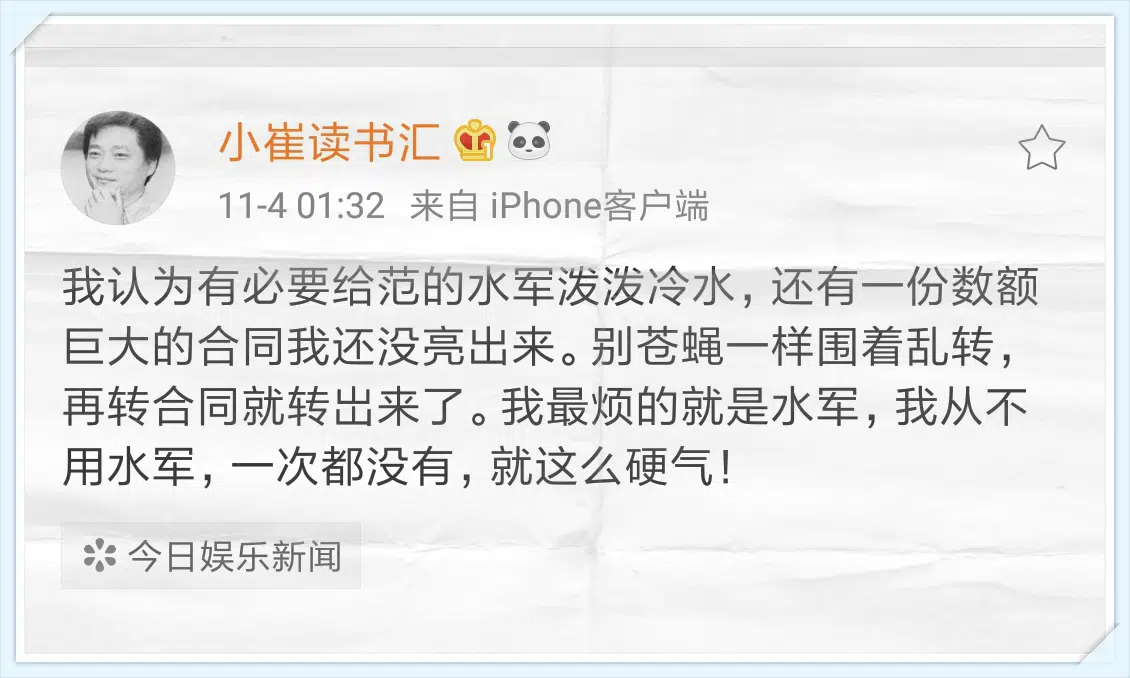 小崔读书汇
11-4 01:32 来自 iPhone客户端
我认为有必要给范的水军泼泼冷水，还有一份数额
巨大的合同我还没亮出来。别苍蝇一样围着乱转，
再转合同就转出来了。我最烦的就是水军，我从不
用水军，一次都没有，就这么硬气！
今日娱乐新闻